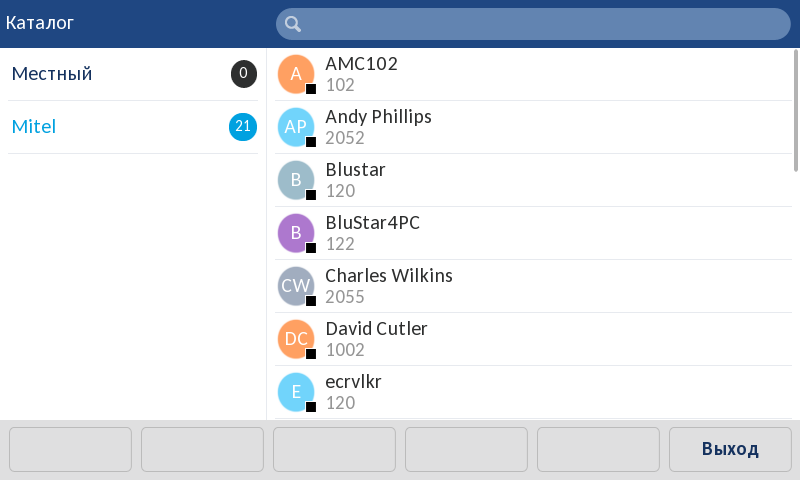 Каталог
Местный 0
Mitel 21
A AMC102
102
AP Andy Phillips
2052
B Blustar
120
B BluStar4PC
122
CW Charles Wilkins
2055
DC David Cutler
1002
E ecrvlkr
120
Выход